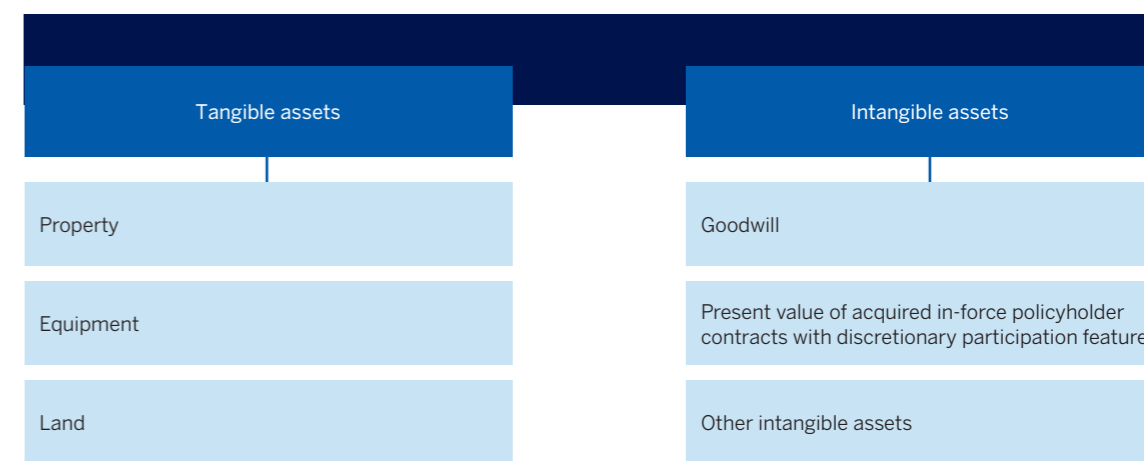 Tangible assets
Property
Equipment
Land
Intangible assets
Goodwill
Present value of acquired in-force policyholder
contracts with discretionary participation feature
Other intangible assets